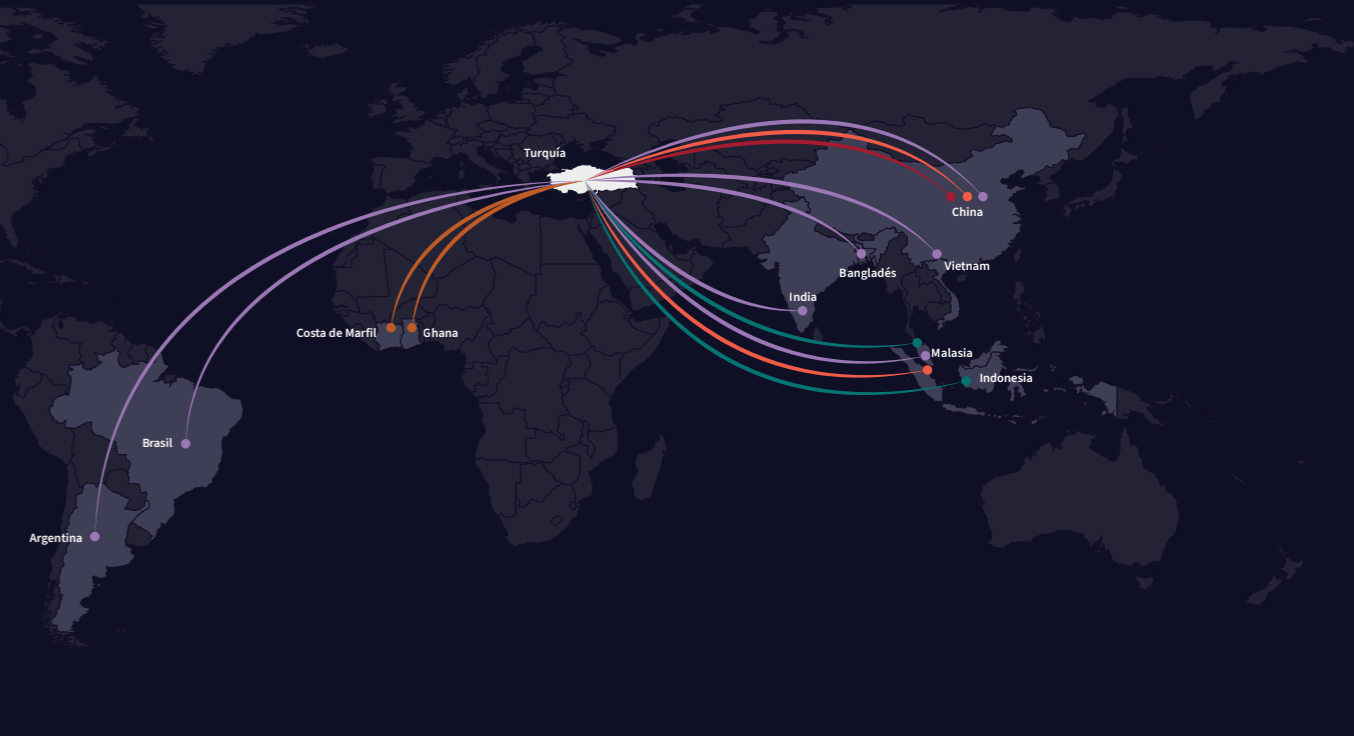 Turquía
China
Vietnam
Bangladés
India
Costa de Marfil
Ghana
Malasia
Indonesia
Brasil
Argentina